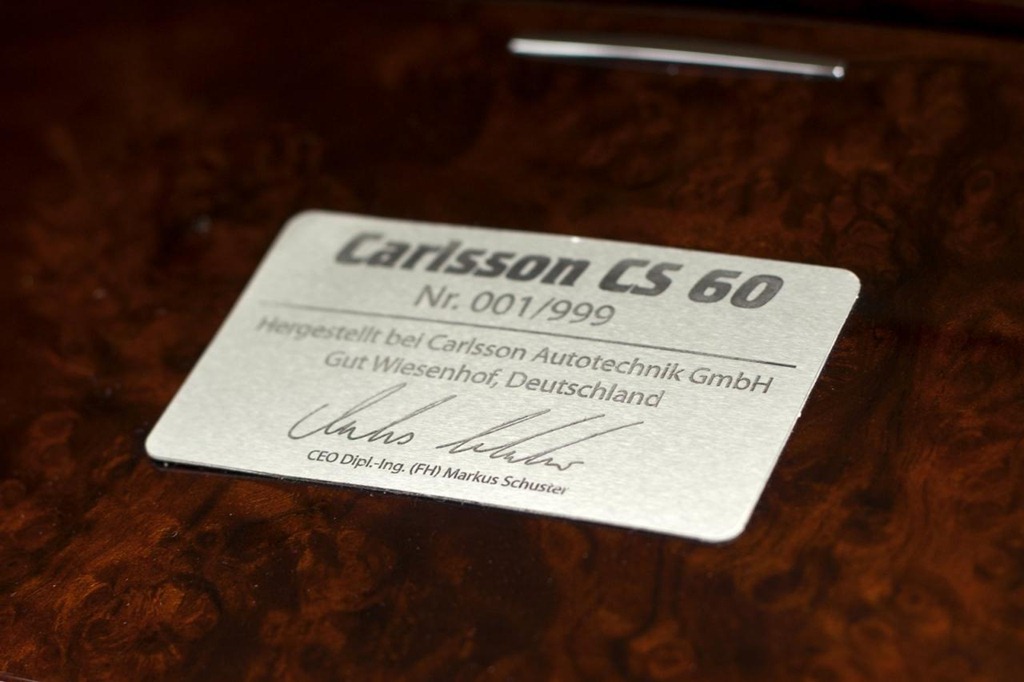 Carlsson CS 60
Nr. 001/999
Hergestellt bei Carlsson Autotechnik GmbH
Gut Wiesenhof, Deutschland
CEO Dipl.-Ing. (FH) Markus Schuster